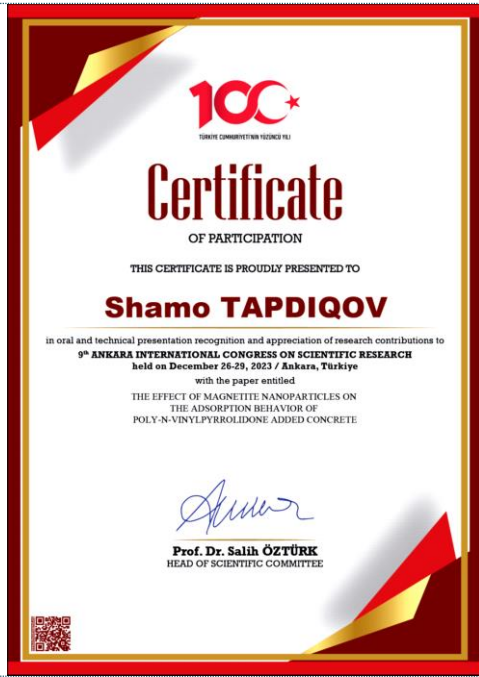 100
TÜRKİYE CUMHURİYETİ'NİN YÜZÜNCÜ YILI
Certificate
OF PARTICIPATION
THIS CERTIFICATE IS PROUDLY PRESENTED TO
Shamo TAPDIQOV
in oral and technical presentation recognition and appreciation of research contributions to
9th ANKARA INTERNATIONAL CONGRESS ON SCIENTIFIC RESEARCH
held on December 26-29, 2023 / Ankara, Türkiye
with the paper entitled
THE EFFECT OF MAGNETITE NANOPARTICLES ON
THE ADSORPTION BEHAVIOR OF
POLY-N-VINYLPYRROLIDONE ADDED CONCRETE
Prof. Dr. Salih ÖZTÜRK
HEAD OF SCIENTIFIC COMMITTEE